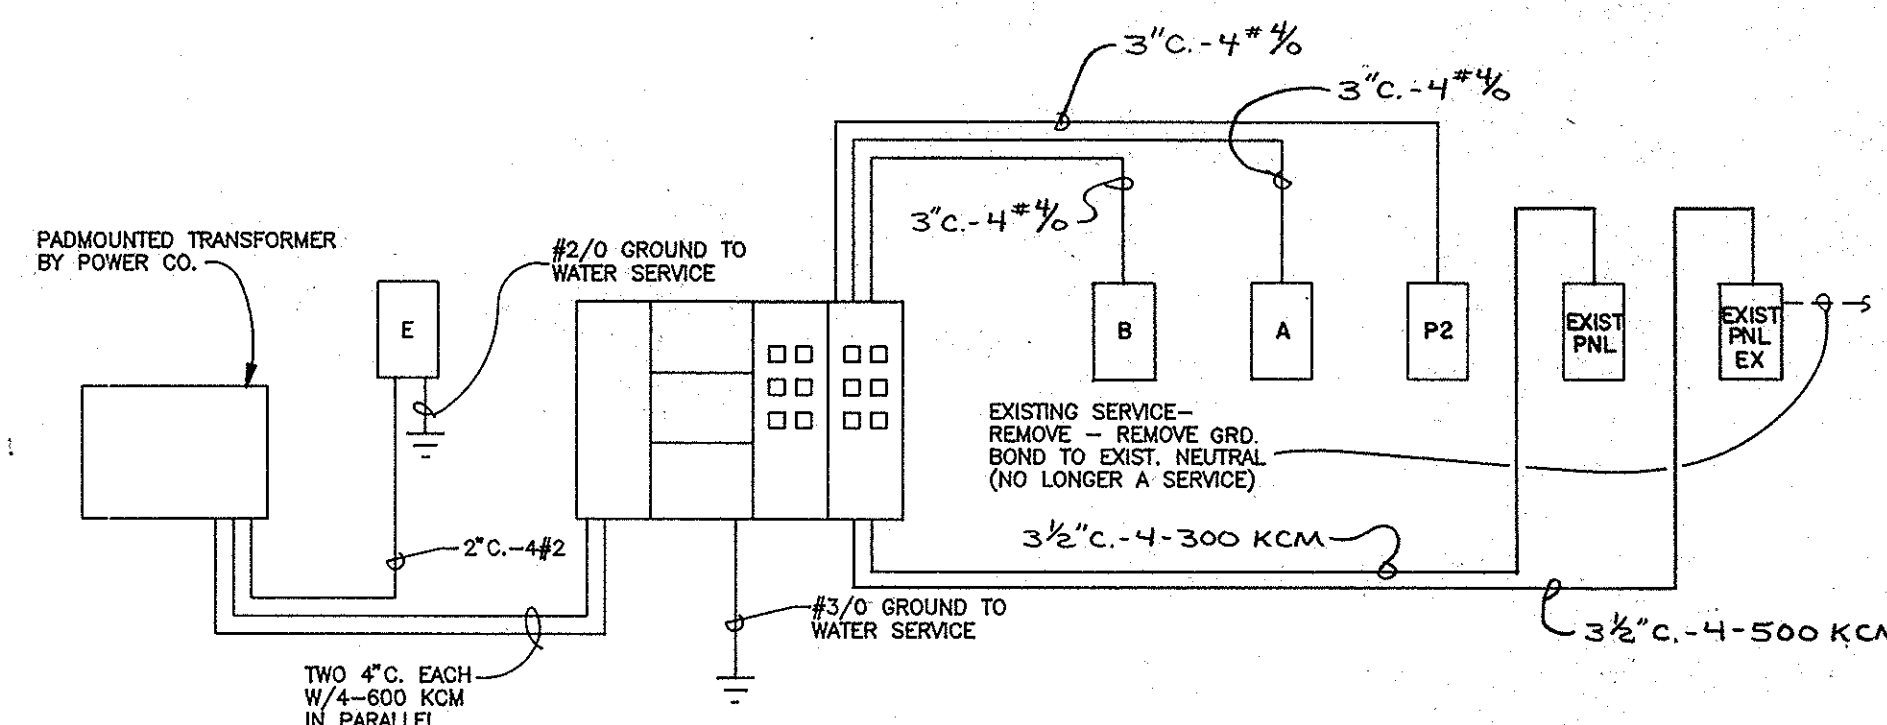 3"C.-4#4/0
3"C.-4#4/0
3"C.-4#4/0
PADMOUNTED TRANSFORMER
BY POWER CO.
#2/0 GROUND TO
WATER SERVICE
E
B
A
P2
EXIST
PNL
EXIST
PNL
EX
EXISTING SERVICE-
REMOVE - REMOVE GRD.
BOND TO EXIST. NEUTRAL
(NO LONGER A SERVICE)
2"C.-4#2
3½"C.-4-300 KCM
#3/0 GROUND TO
WATER SERVICE
3½"C.-4-500 KCM
TWO 4"C. EACH
W/4-600 KCM
IN PARALLEL